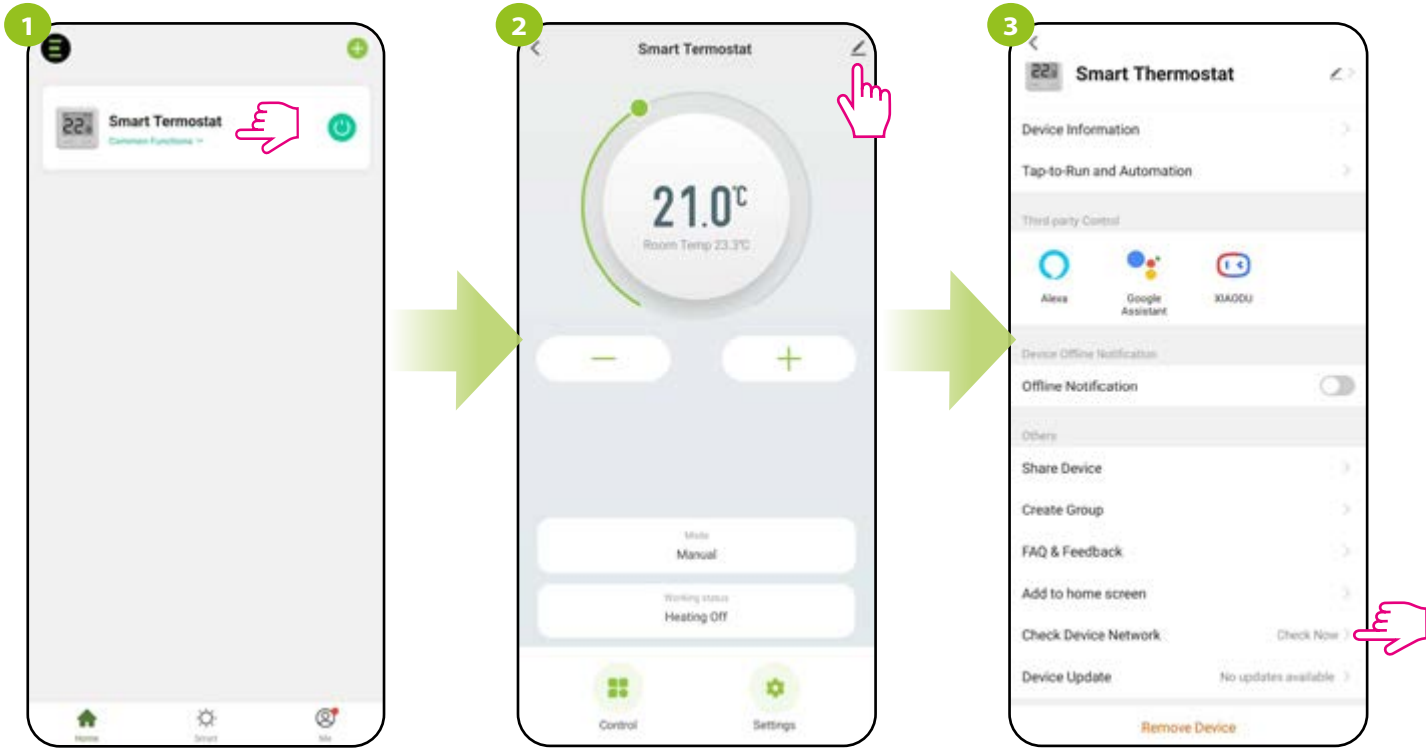 1
Smart Termostat
Common Functions
Home
Smart
Me
2
Smart Termostat
21.0℃
Room Temp 23.3℃
Mode
Manual
Working status
Heating Off
Control
Settings
3
Smart Thermostat
Device Information
Tap-to-Run and Automation
Third-party Control
Alexa
Google
Assistant
XIAODU
Device Offline Notification
Offline Notification
Others
Share Device
Create Group
FAQ & Feedback
Add to home screen
Check Device Network Check Now
Device Update No updates available
Remove Device